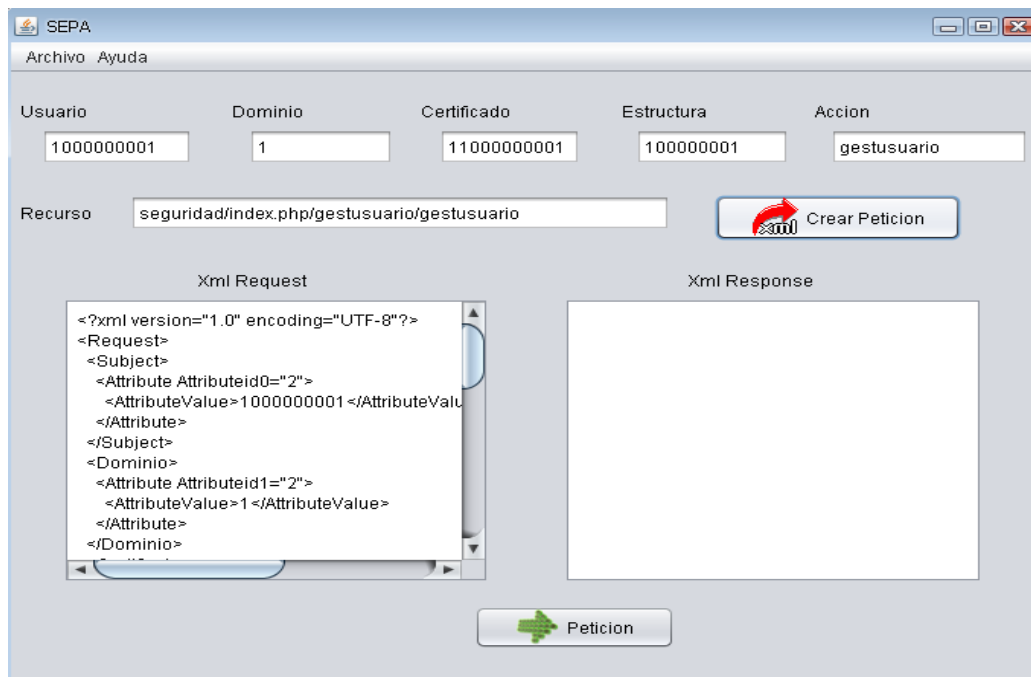 SEPA
Archivo Ayuda
Usuario Dominio Certificado Estructura Accion
1000000001 1 11000000001 100000001 gestusuario
Recurso seguridad/index.php/gestusuario/gestusuario xml Crear Peticion
Xml Request Xml Response
<?xml version="1.0" encoding="UTF-8"?>
<Request>
<Subject>
<Attribute Attributeid0="2">
<AttributeValue>1000000001</AttributeValu
</Attribute>
</Subject>
<Dominio>
<Attribute Attributeid1="2">
<AttributeValue>1</AttributeValue>
</Attribute>
</Dominio>
Peticion